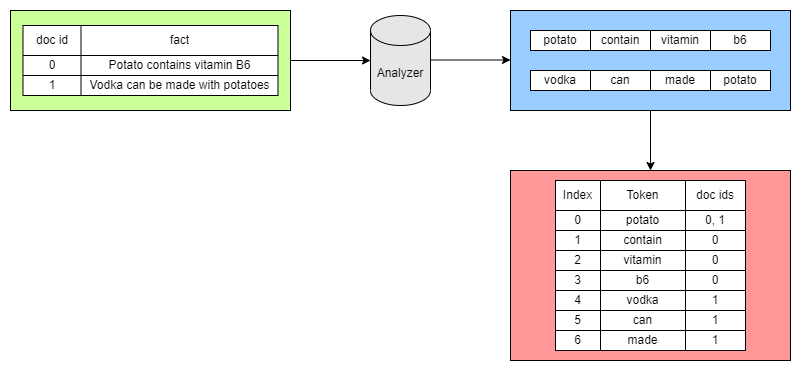 doc id fact
0 Potato contains vitamin B6
1 Vodka can be made with potatoes
Analyzer
potato contain vitamin b6
vodka can made potato
Index Token doc ids
0 potato 0, 1
1 contain 0
2 vitamin 0
3 b6 0
4 vodka 1
5 can 1
6 made 1